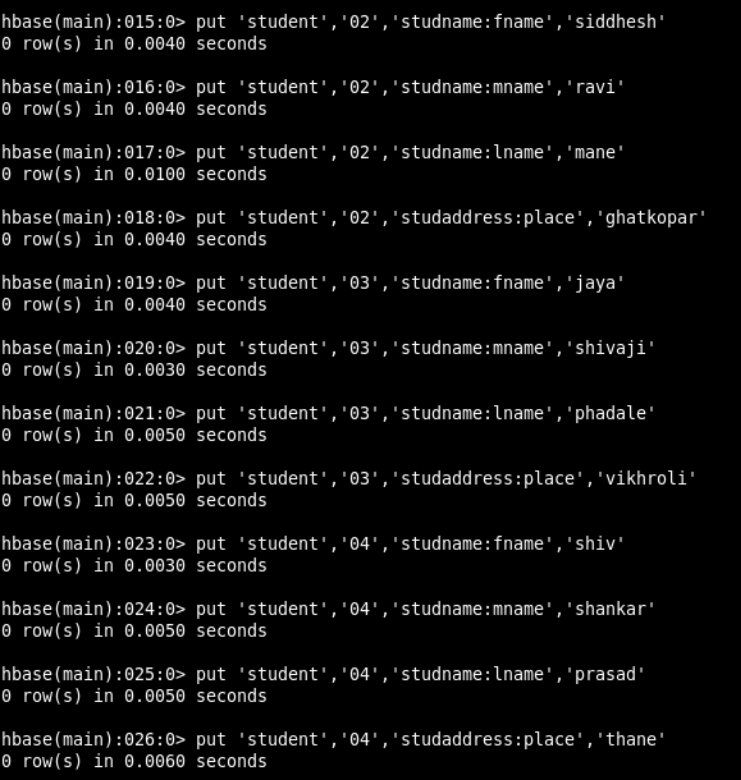 hbase(main):015:0> put 'student','02','studname:fname','siddhesh'
0 row(s) in 0.0040 seconds
hbase(main):016:0> put 'student','02','studname:mname','ravi'
0 row(s) in 0.0040 seconds
hbase(main):017:0> put 'student','02','studname:lname','mane'
0 row(s) in 0.0100 seconds
hbase(main):018:0> put 'student','02','studaddress:place','ghatkopar'
0 row(s) in 0.0040 seconds
hbase(main):019:0> put 'student','03','studname:fname','jaya'
0 row(s) in 0.0040 seconds
hbase(main):020:0> put 'student','03','studname:mname','shivaji'
0 row(s) in 0.0030 seconds
hbase(main):021:0> put 'student','03','studname:lname','phadale'
0 row(s) in 0.0050 seconds
hbase(main):022:0> put 'student','03','studaddress:place','vikhroli'
0 row(s) in 0.0050 seconds
hbase(main):023:0> put 'student','04','studname:fname','shiv'
0 row(s) in 0.0030 seconds
hbase(main):024:0> put 'student','04','studname:mname','shankar'
0 row(s) in 0.0050 seconds
hbase(main):025:0> put 'student','04','studname:lname','prasad'
0 row(s) in 0.0050 seconds
hbase(main):026:0> put 'student','04','studaddress:place','thane'
0 row(s) in 0.0060 seconds